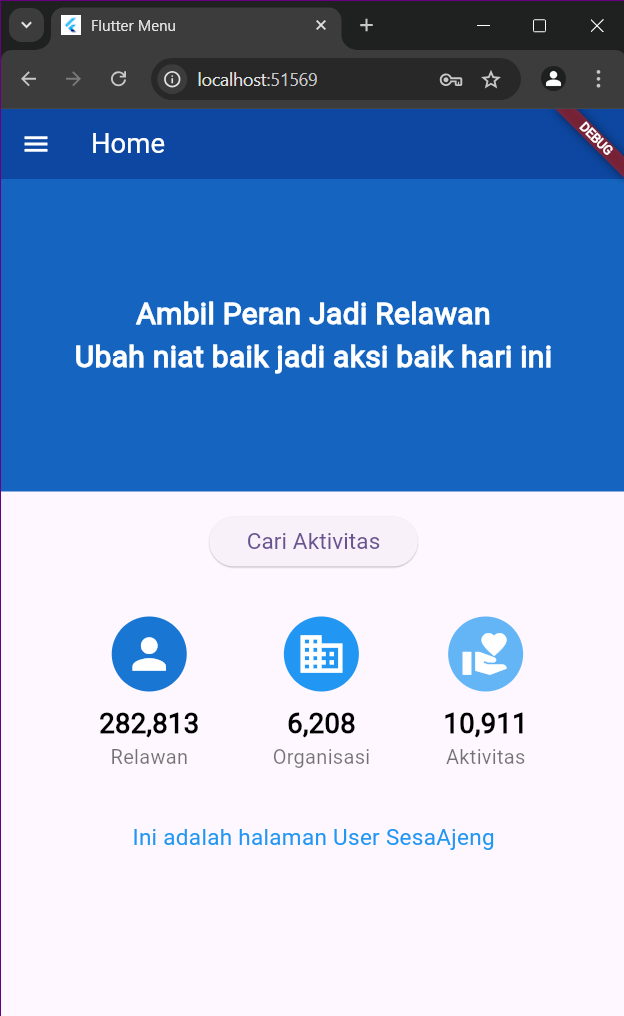 Flutter Menu
localhost:51569
Home
DEBUG
Ambil Peran Jadi Relawan
Ubah niat baik jadi aksi baik hari ini
Cari Aktivitas
282,813 6,208 10,911
Relawan Organisasi Aktivitas
Ini adalah halaman User SesaAjeng